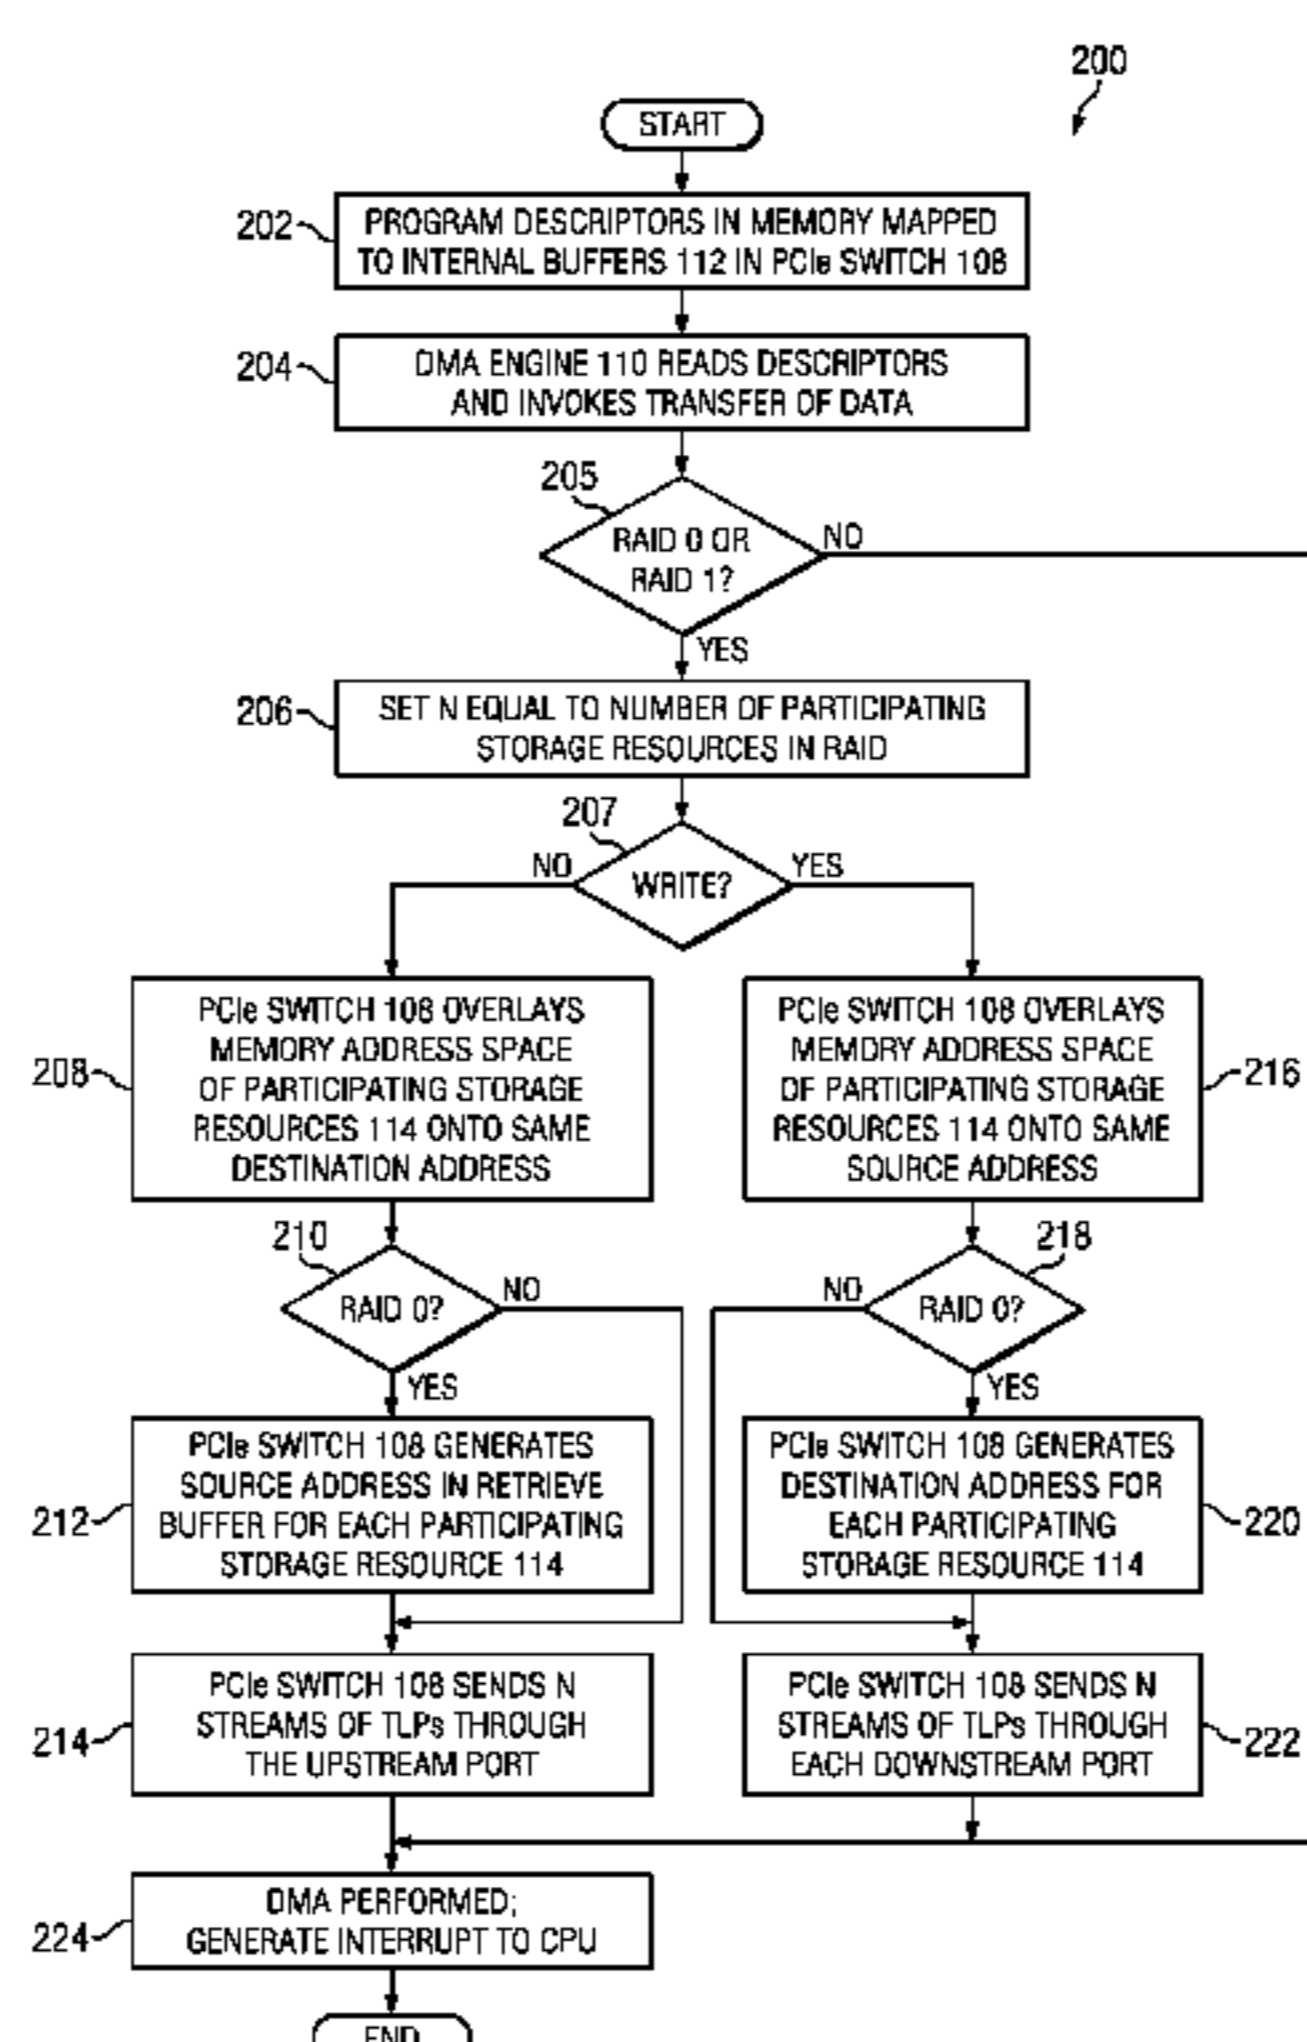 200
START
202
PROGRAM DESCRIPTORS IN MEMORY MAPPED
TO INTERNAL BUFFERS 112 IN PCIe SWITCH 108
204
DMA ENGINE 110 READS DESCRIPTORS
AND INVOKES TRANSFER OF DATA
205
RAID 0 OR
RAID 1?
NO
YES
206
SET N EQUAL TO NUMBER OF PARTICIPATING
STORAGE RESOURCES IN RAID
207
NO
WRITE?
YES
208
PCIe SWITCH 108 OVERLAYS
MEMORY ADDRESS SPACE
OF PARTICIPATING STORAGE
RESOURCES 114 ONTO SAME
DESTINATION ADDRESS
PCIe SWITCH 108 OVERLAYS
MEMORY ADDRESS SPACE
OF PARTICIPATING STORAGE
RESOURCES 114 ONTO SAME
SOURCE ADDRESS
216
210
RAID 0?
NO
YES
218
NO
RAID 0?
YES
212
PCIe SWITCH 108 GENERATES
SOURCE ADDRESS IN RETRIEVE
BUFFER FOR EACH PARTICIPATING
STORAGE RESOURCE 114
PCIe SWITCH 108 GENERATES
DESTINATION ADDRESS FOR
EACH PARTICIPATING
STORAGE RESOURCE 114
220
214
PCIe SWITCH 108 SENDS N
STREAMS OF TLPs THROUGH
THE UPSTREAM PORT
PCIe SWITCH 108 SENDS N
STREAMS OF TLPs THROUGH
EACH DOWNSTREAM PORT
222
224
DMA PERFORMED;
GENERATE INTERRUPT TO CPU
END